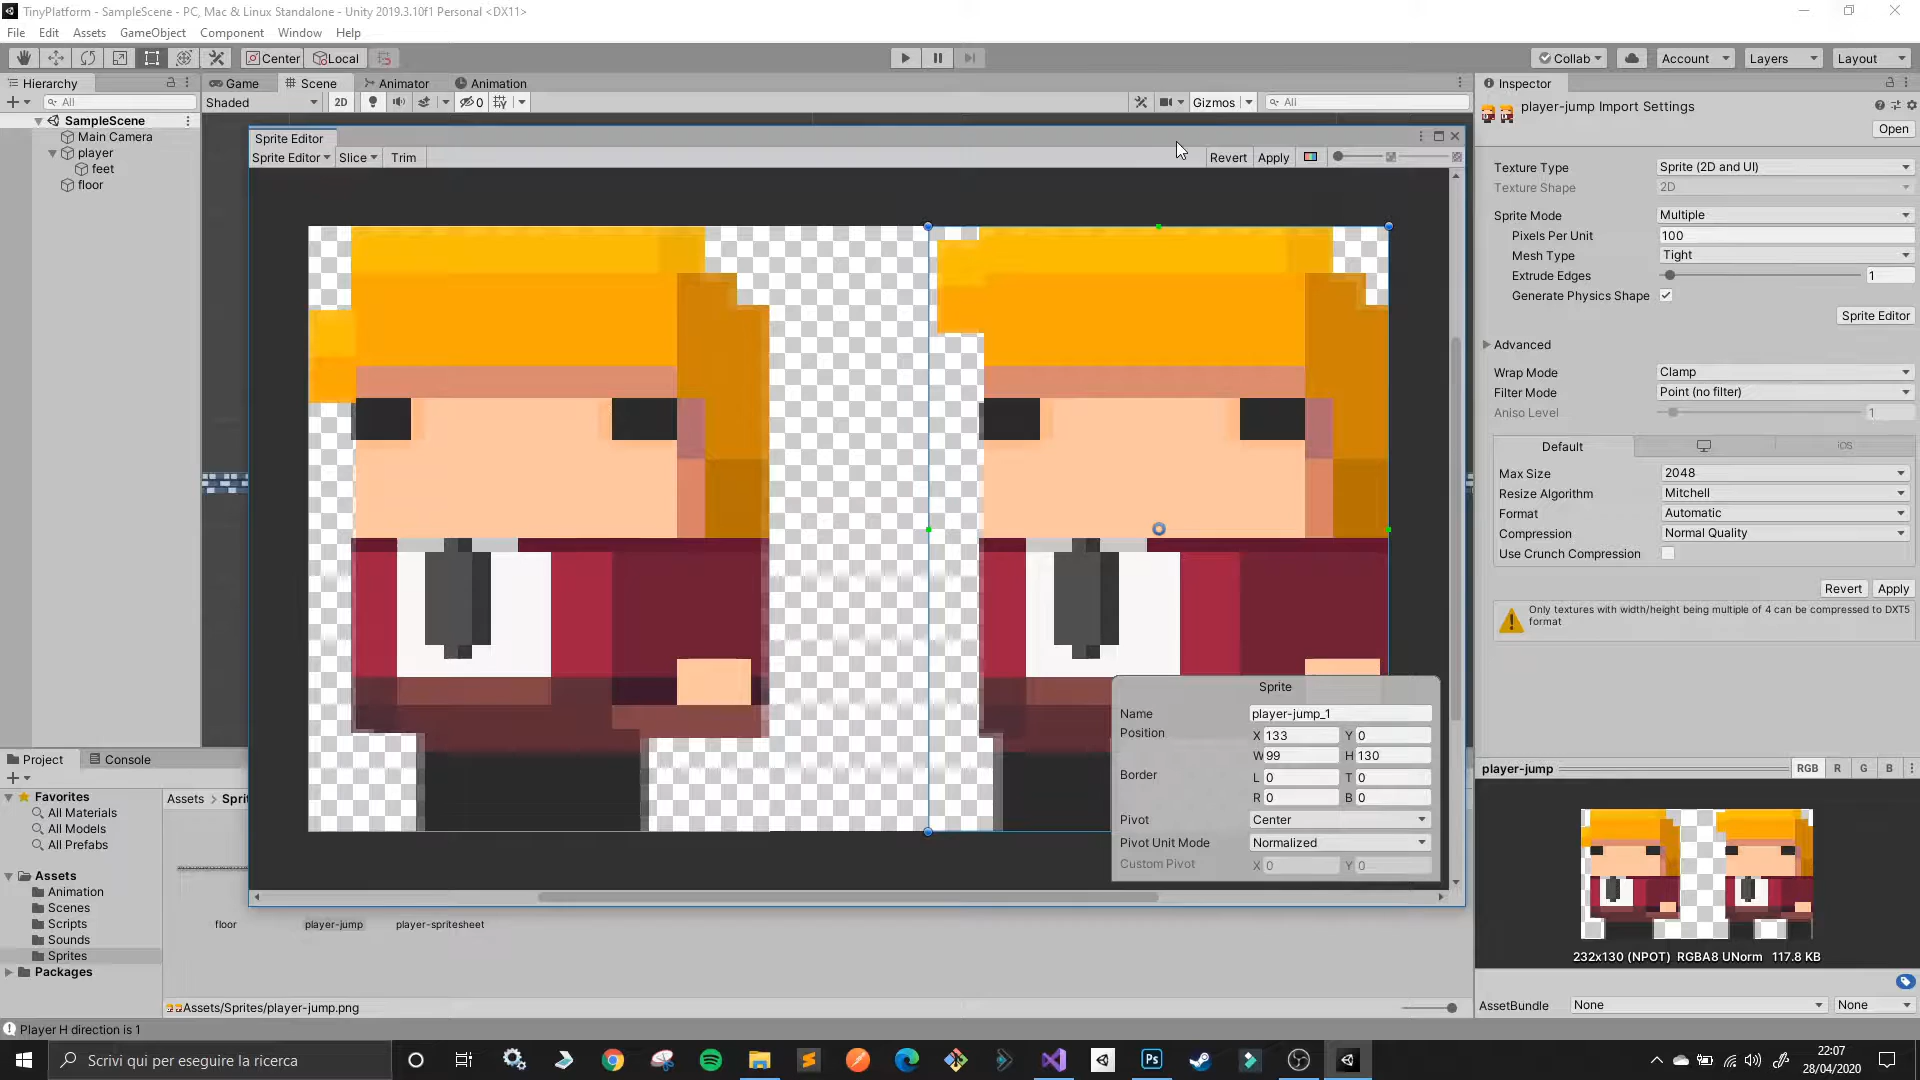 TinyPlatform - SampleScene - PC, Mac & Linux Standalone - Unity 2019.3.10f1 Personal <DX11>
File Edit Assets GameObject Component Window Help
Center Local Collab Account Layers Layout
Hierarchy
All
SampleScene
Main Camera
player
feet
floor
Game Scene Animator Animation
Shaded 2D 0 Gizmos All
Sprite Editor
Sprite Editor Slice Trim Revert Apply
Sprite
Name player-jump_1
Position X 133 Y 0
W 99 H 130
Border L 0 T 0
R 0 B 0
Pivot Center
Pivot Unit Mode Normalized
Custom Pivot X 0 Y 0
Inspector
player-jump Import Settings
Open
Texture Type Sprite (2D and UI)
Texture Shape 2D
Sprite Mode Multiple
Pixels Per Unit 100
Mesh Type Tight
Extrude Edges 1
Generate Physics Shape
Sprite Editor
Advanced
Wrap Mode Clamp
Filter Mode Point (no filter)
Aniso Level 1
Default iOS
Max Size 2048
Resize Algorithm Mitchell
Format Automatic
Compression Normal Quality
Use Crunch Compression
Revert Apply
Only textures with width/height being multiple of 4 can be compressed to DXT5
format
player-jump RGB R G B
232x130 (NPOT) RGBA8 UNorm 117.8 KB
AssetBundle None None
Project Console
Favorites
All Materials
All Models
All Prefabs
Assets
Animation
Scenes
Scripts
Sounds
Sprites
Packages
Assets > Sprit
floor player-jump player-spritesheet
Assets/Sprites/player-jump.png
Player H direction is 1
Scrivi qui per eseguire la ricerca
Ps
22:07
28/04/2020